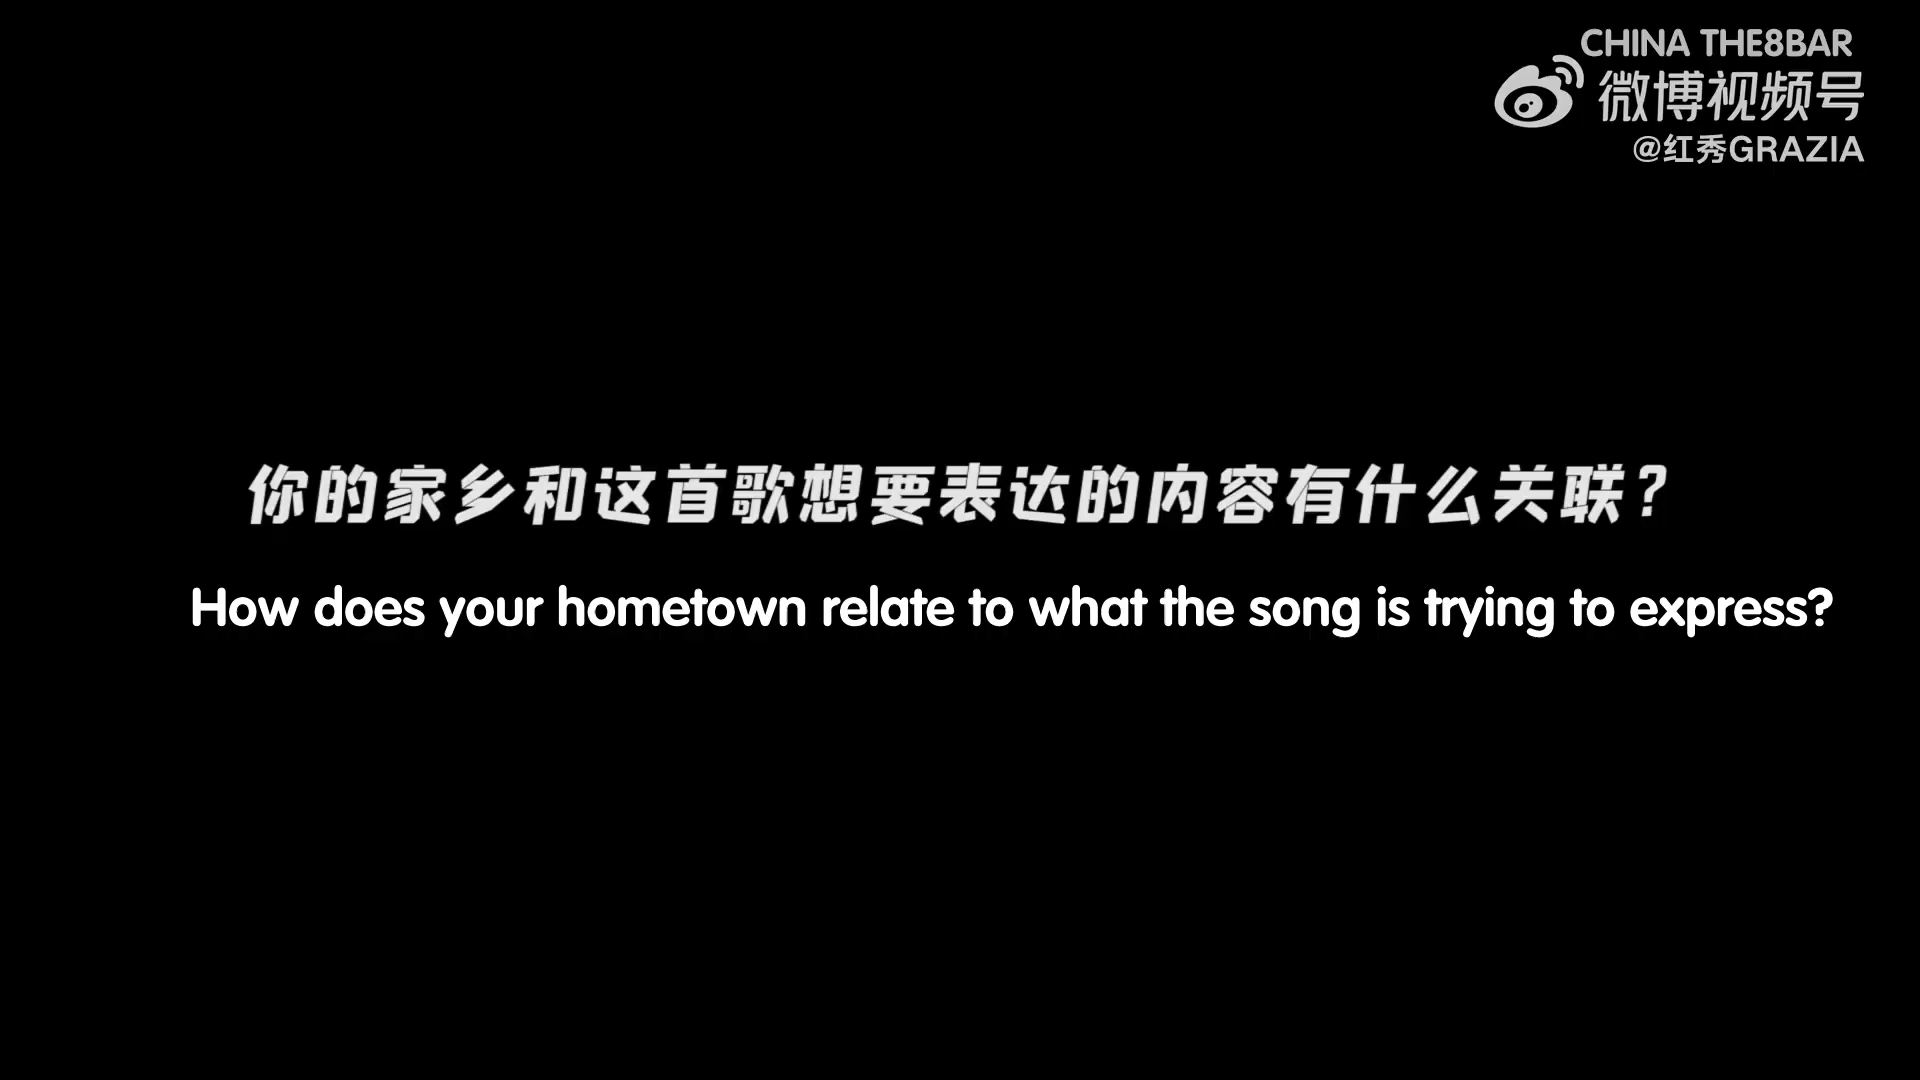 CHINA THE8BAR
微博视频号
@红秀GRAZIA
你的家乡和这首歌想要表达的内容有什么关联?
How does your hometown relate to what the song is trying to express?